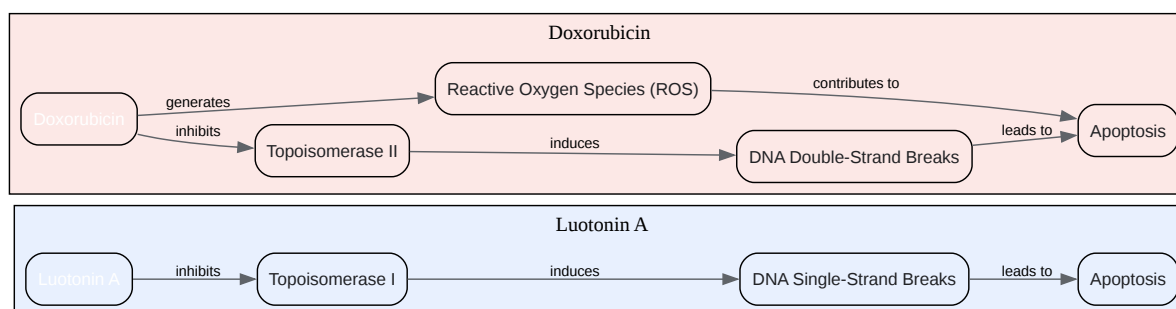 Doxorubicin
Doxorubicin
generates
Reactive Oxygen Species (ROS)
contributes to
inhibits
Topoisomerase II
induces
DNA Double-Strand Breaks
leads to
Apoptosis
Luotonin A
Luotonin A
inhibits
Topoisomerase I
induces
DNA Single-Strand Breaks
leads to
Apoptosis